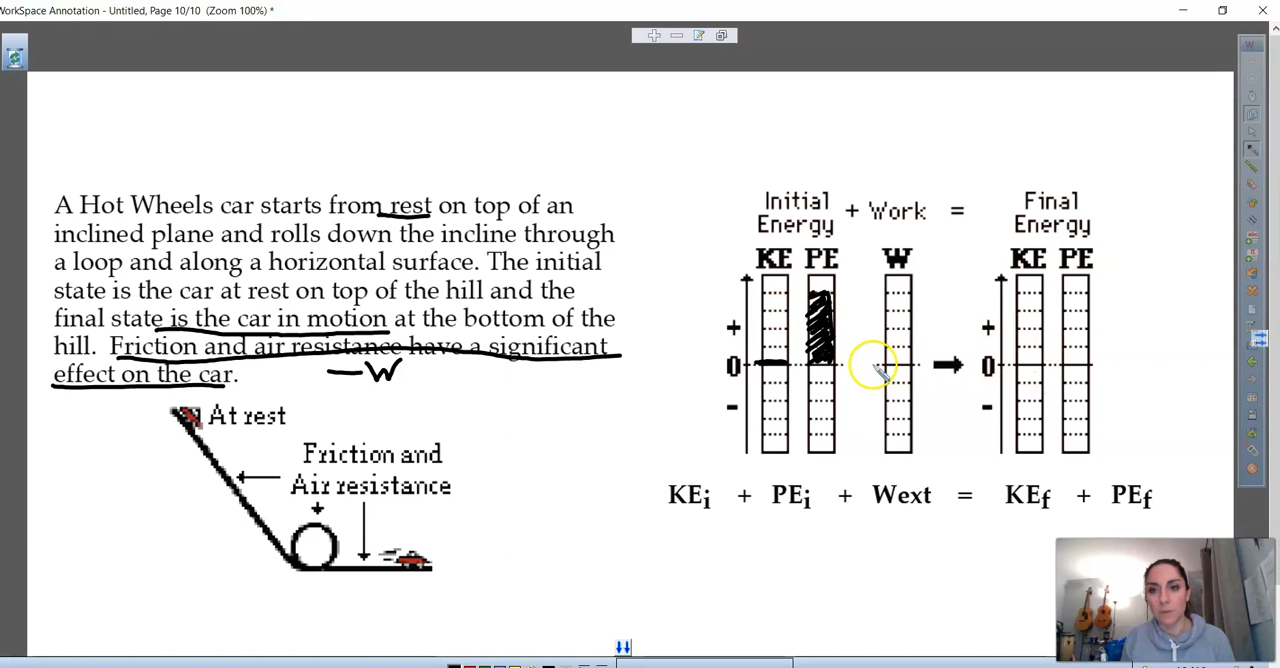 WorkSpace Annotation - Untitled, Page 10/10 (Zoom 100%) *
A Hot Wheels car starts from rest on top of an
inclined plane and rolls down the incline through
a loop and along a horizontal surface. The initial
state is the car at rest on top of the hill and the
final state is the car in motion at the bottom of the
hill. Friction and air resistance have a significant
effect on the car.
-W
At rest
Friction and
Air resistance
Initial Energy + Work = Final Energy
KE PE W KE PE
+ +
0 0
- -
KEi + PEi + Wext = KEf + PEf